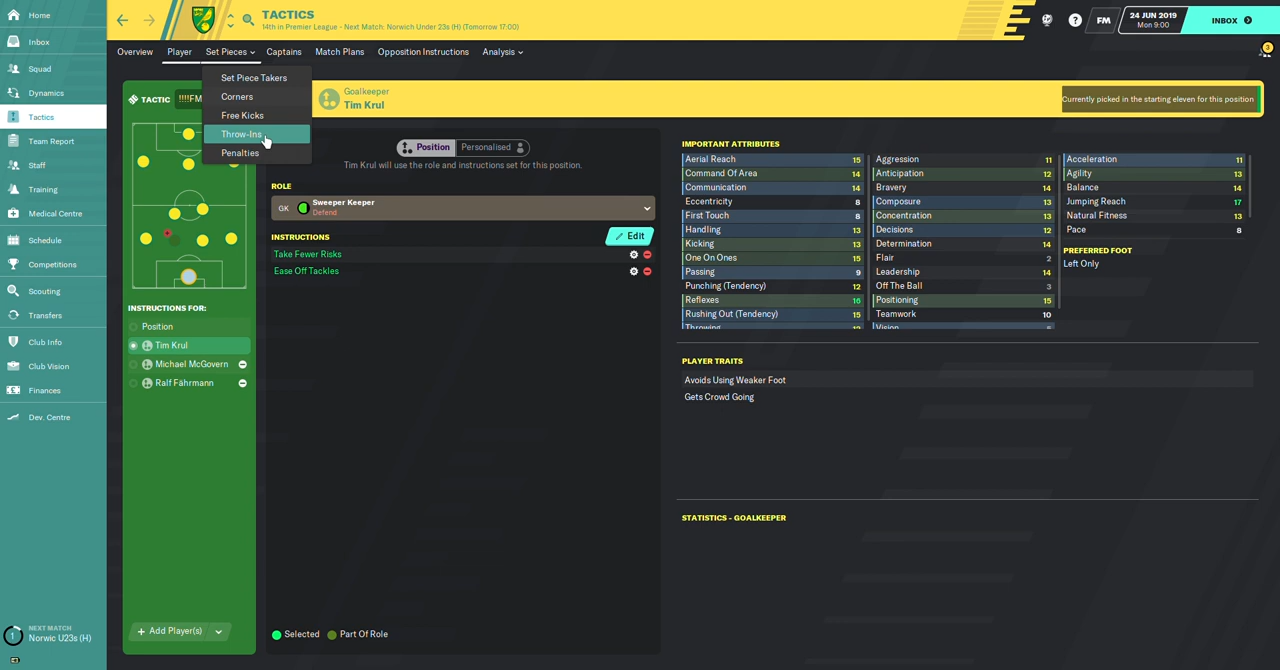 Home
Inbox
Squad
Dynamics
Tactics
Team Report
Staff
Training
Medical Centre
Schedule
Competitions
Scouting
Transfers
Club Info
Club Vision
Finances
Dev. Centre
1
NEXT MATCH
Norwic U23s (H)
TACTICS
14th in Premier League - Next Match: Norwich Under 23s (H) (Tomorrow 17:00)
?
FM
24 JUN 2019
Mon 9:00
INBOX
3
Overview
Player
Set Pieces
Captains
Match Plans
Opposition Instructions
Analysis
Set Piece Takers
Corners
Free Kicks
Throw-Ins
Penalties
TACTIC
!!!!FM
INSTRUCTIONS FOR:
Position
Tim Krul
Michael McGovern
Ralf Fährmann
+ Add Player(s)
Goalkeeper
Tim Krul
Currently picked in the starting eleven for this position
Position
Personalised
Tim Krul will use the role and instructions set for this position.
ROLE
GK
Sweeper Keeper
Defend
INSTRUCTIONS
Edit
Take Fewer Risks
Ease Off Tackles
Selected
Part Of Role
IMPORTANT ATTRIBUTES
Aerial Reach 15
Command Of Area 14
Communication 14
Eccentricity 8
First Touch 8
Handling 13
Kicking 13
One On Ones 15
Passing 9
Punching (Tendency) 12
Reflexes 16
Rushing Out (Tendency) 15
Throwing 12
Aggression 11
Anticipation 12
Bravery 14
Composure 13
Concentration 13
Decisions 12
Determination 14
Flair 2
Leadership 14
Off The Ball 3
Positioning 15
Teamwork 10
Vision
Acceleration 11
Agility 13
Balance 14
Jumping Reach 17
Natural Fitness 13
Pace 8
PREFERRED FOOT
Left Only
PLAYER TRAITS
Avoids Using Weaker Foot
Gets Crowd Going
STATISTICS - GOALKEEPER